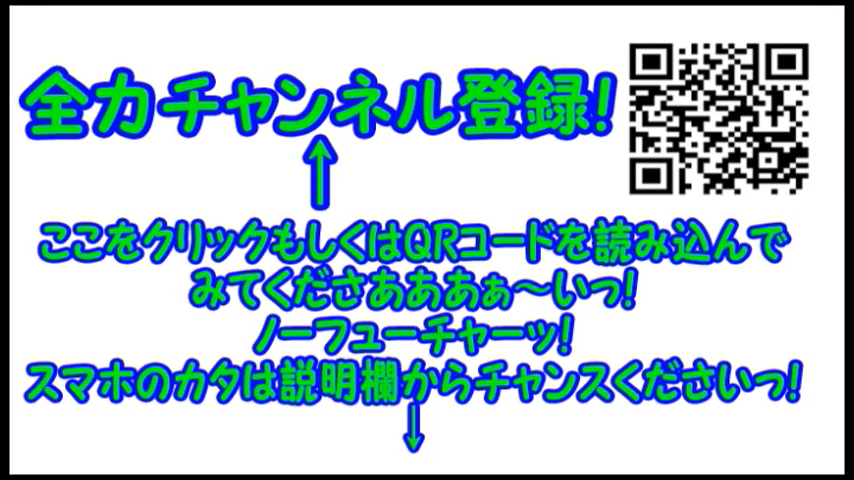 全力チャンネル登録!
↑
ここをクリックもしくはQRコードを読み込んで
みてくださあああぁ～いっ!
ノーフューチャーッ!
スマホのカタは説明欄からチャンスくださいっ!
↓